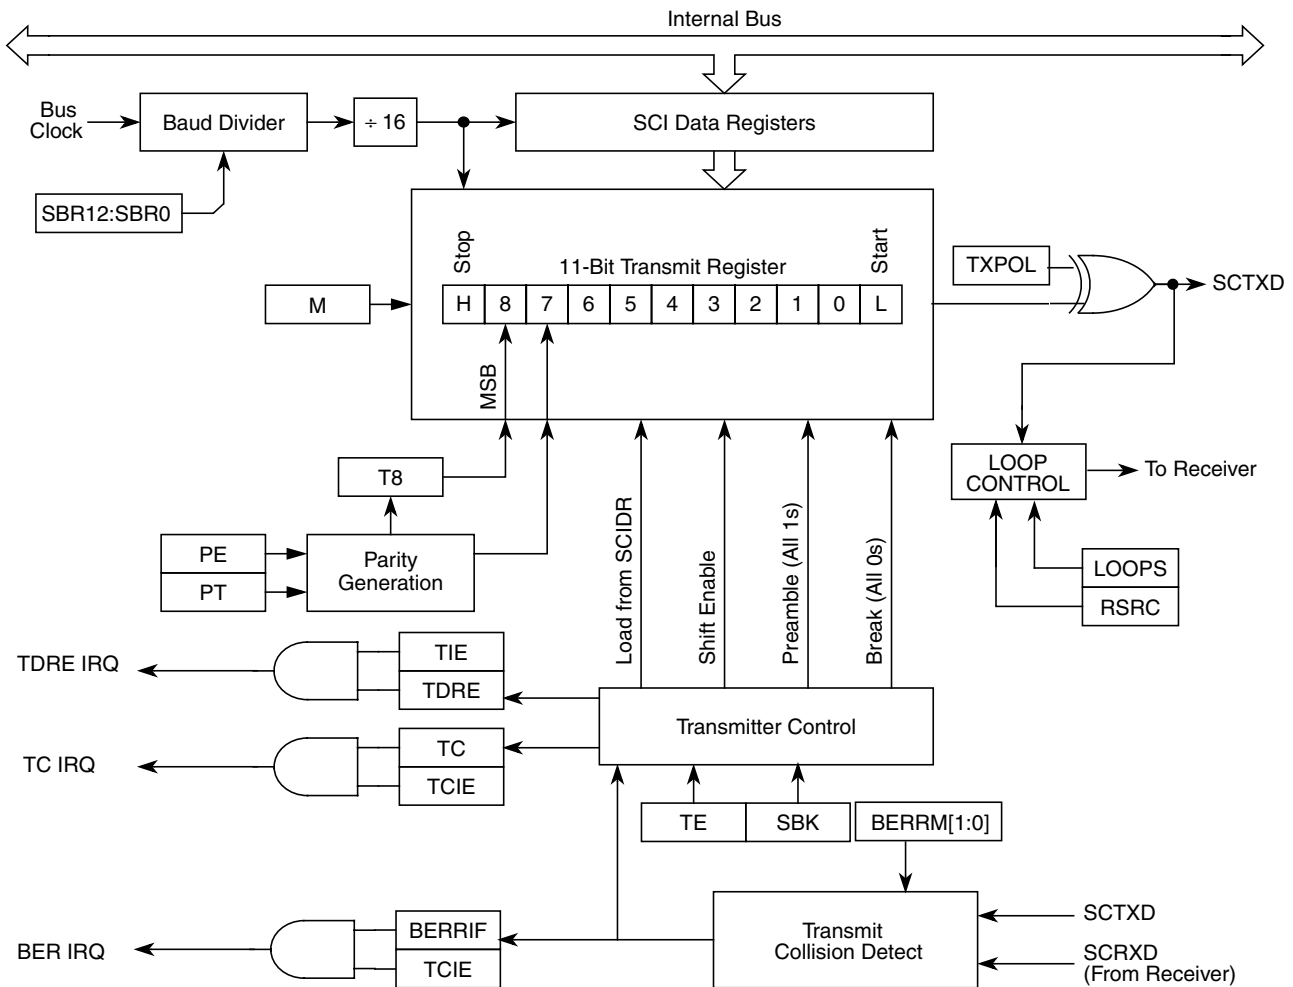 Internal Bus
Bus
Clock
Baud Divider
÷ 16
SCI Data Registers
SBR12:SBR0
Stop
11-Bit Transmit Register
Start
M
H 8 7 6 5 4 3 2 1 0 L
MSB
TXPOL
SCTXD
T8
LOOP
CONTROL
To Receiver
PE
PT
Parity
Generation
LOOPS
RSRC
Load from SCIDR
Shift Enable
Preamble (All 1s)
Break (All 0s)
TDRE IRQ
TIE
TDRE
Transmitter Control
TC IRQ
TC
TCIE
TE
SBK
BERRM[1:0]
BER IRQ
BERRIF
TCIE
Transmit
Collision Detect
SCTXD
SCRXD
(From Receiver)